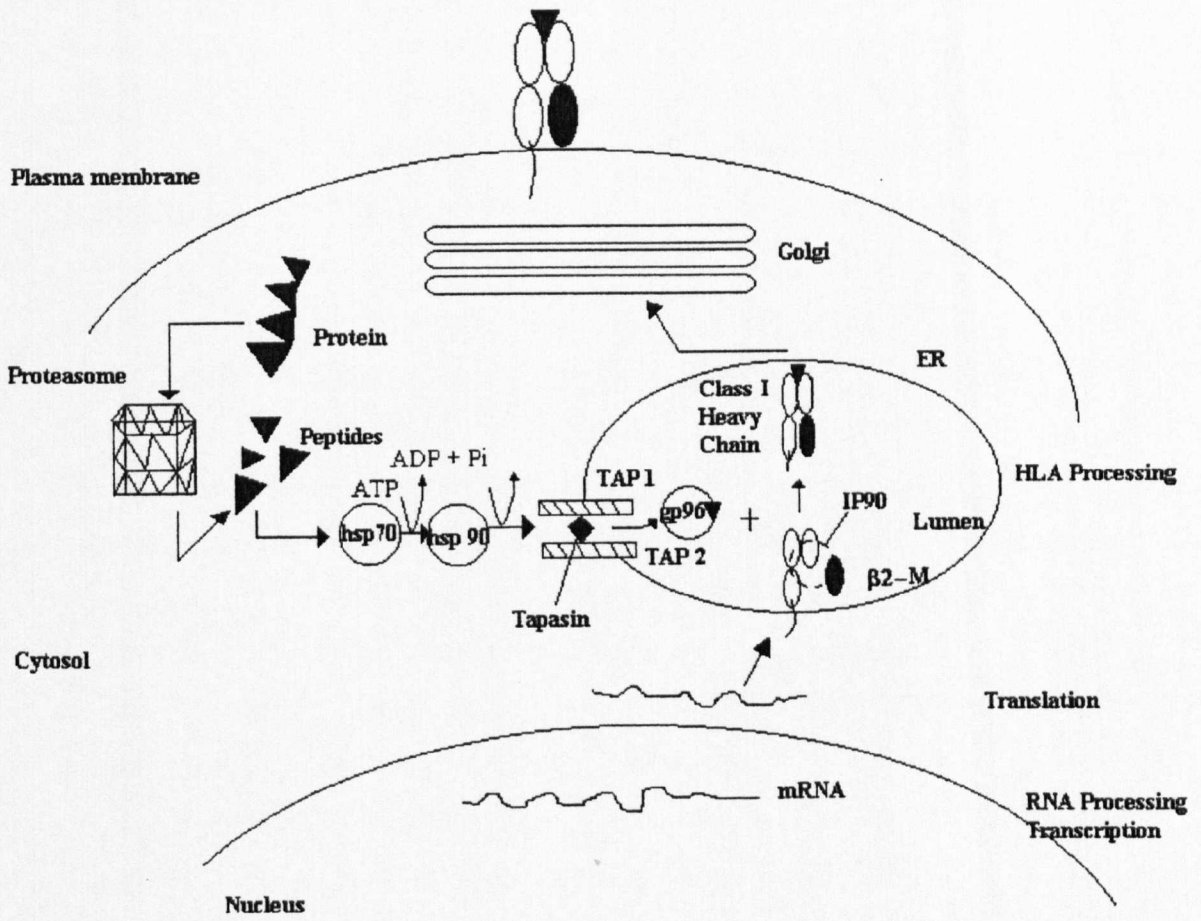 Plasma membrane
Golgi
Protein
Proteasome
ER
Class I
Heavy
Chain
Peptides
ADP + Pi
ATP
TAP 1
HLA Processing
hsp70
hsp 90
gp96
+
IP90
Lumen
TAP 2
β2-M
Tapasin
Cytosol
Translation
mRNA
RNA Processing
Transcription
Nucleus